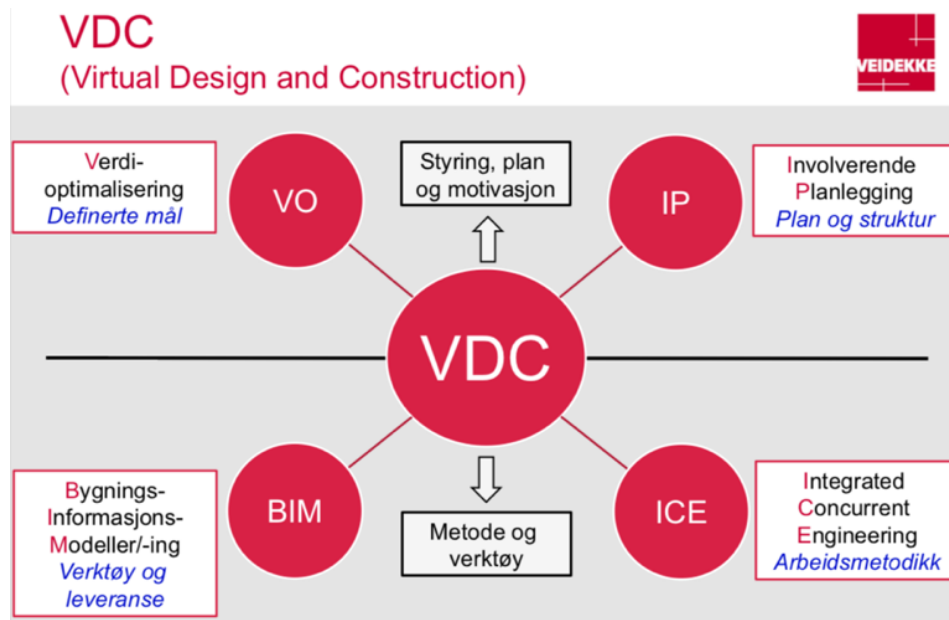 VDC
(Virtual Design and Construction)
VEIDEKKE
Verdi-
optimalisering
Definerte mål
VO
Styring, plan
og motivasjon
IP
Involverende
Planlegging
Plan og struktur
VDC
Bygnings-
Informasjons-
Modeller/-ing
Verktøy og
leveranse
BIM
Metode og
verktøy
ICE
Integrated
Concurrent
Engineering
Arbeidsmetodikk